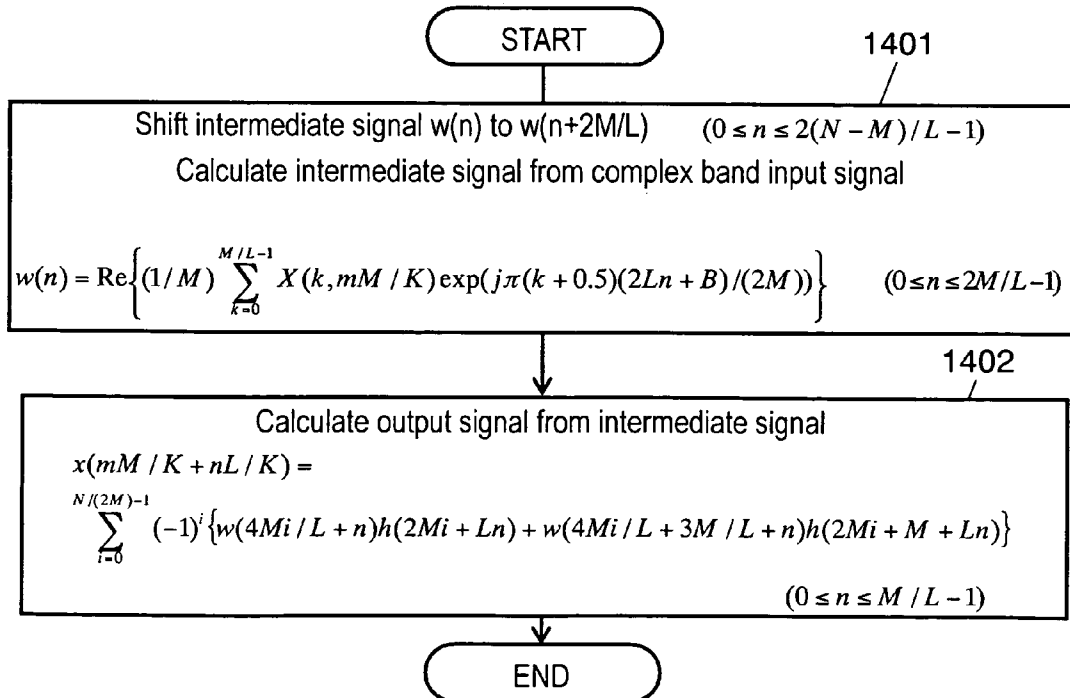 START
1401
Shift intermediate signal w(n) to w(n+2M/L) (0 ≤ n ≤ 2(N − M)/L − 1)
Calculate intermediate signal from complex band input signal
w(n) = Re{(1/M) ∑_{k=0}^{M/L−1} X(k, mM / K) exp(jπ(k + 0.5)(2Ln + B)/(2M))} (0≤n≤2M/L−1)
1402
Calculate output signal from intermediate signal
x(mM / K + nL / K) =
∑_{i=0}^{N/(2M)−1} (−1)^i {w(4Mi / L + n)h(2Mi + Ln) + w(4Mi / L + 3M / L + n)h(2Mi + M + Ln)}
(0 ≤ n ≤ M / L − 1)
END